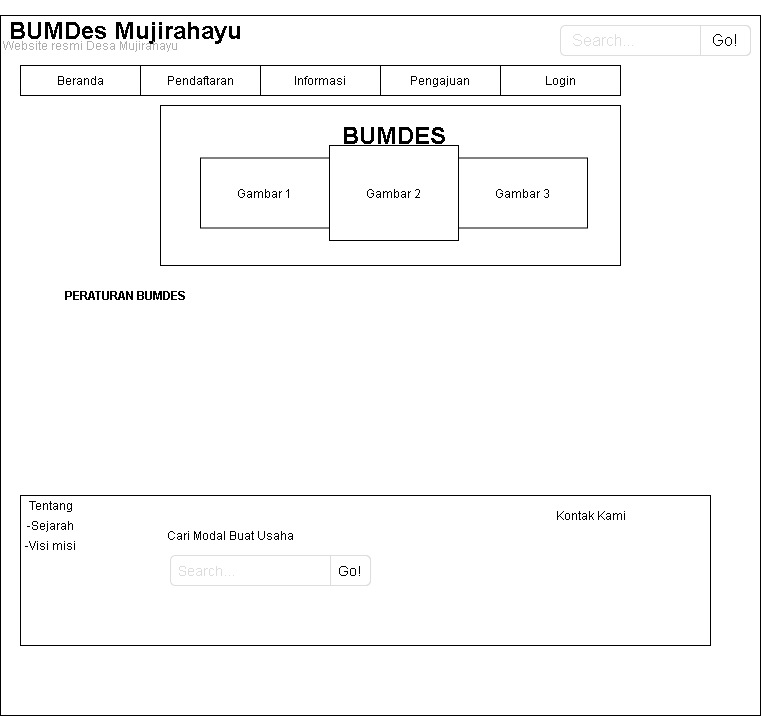 BUMDes Mujirahayu
Website resmi Desa Mujirahayu
Search...
Go!
Beranda
Pendaftaran
Informasi
Pengajuan
Login
BUMDES
Gambar 1
Gambar 2
Gambar 3
PERATURAN BUMDES
Tentang
-Sejarah
-Visi misi
Cari Modal Buat Usaha
Search...
Go!
Kontak Kami